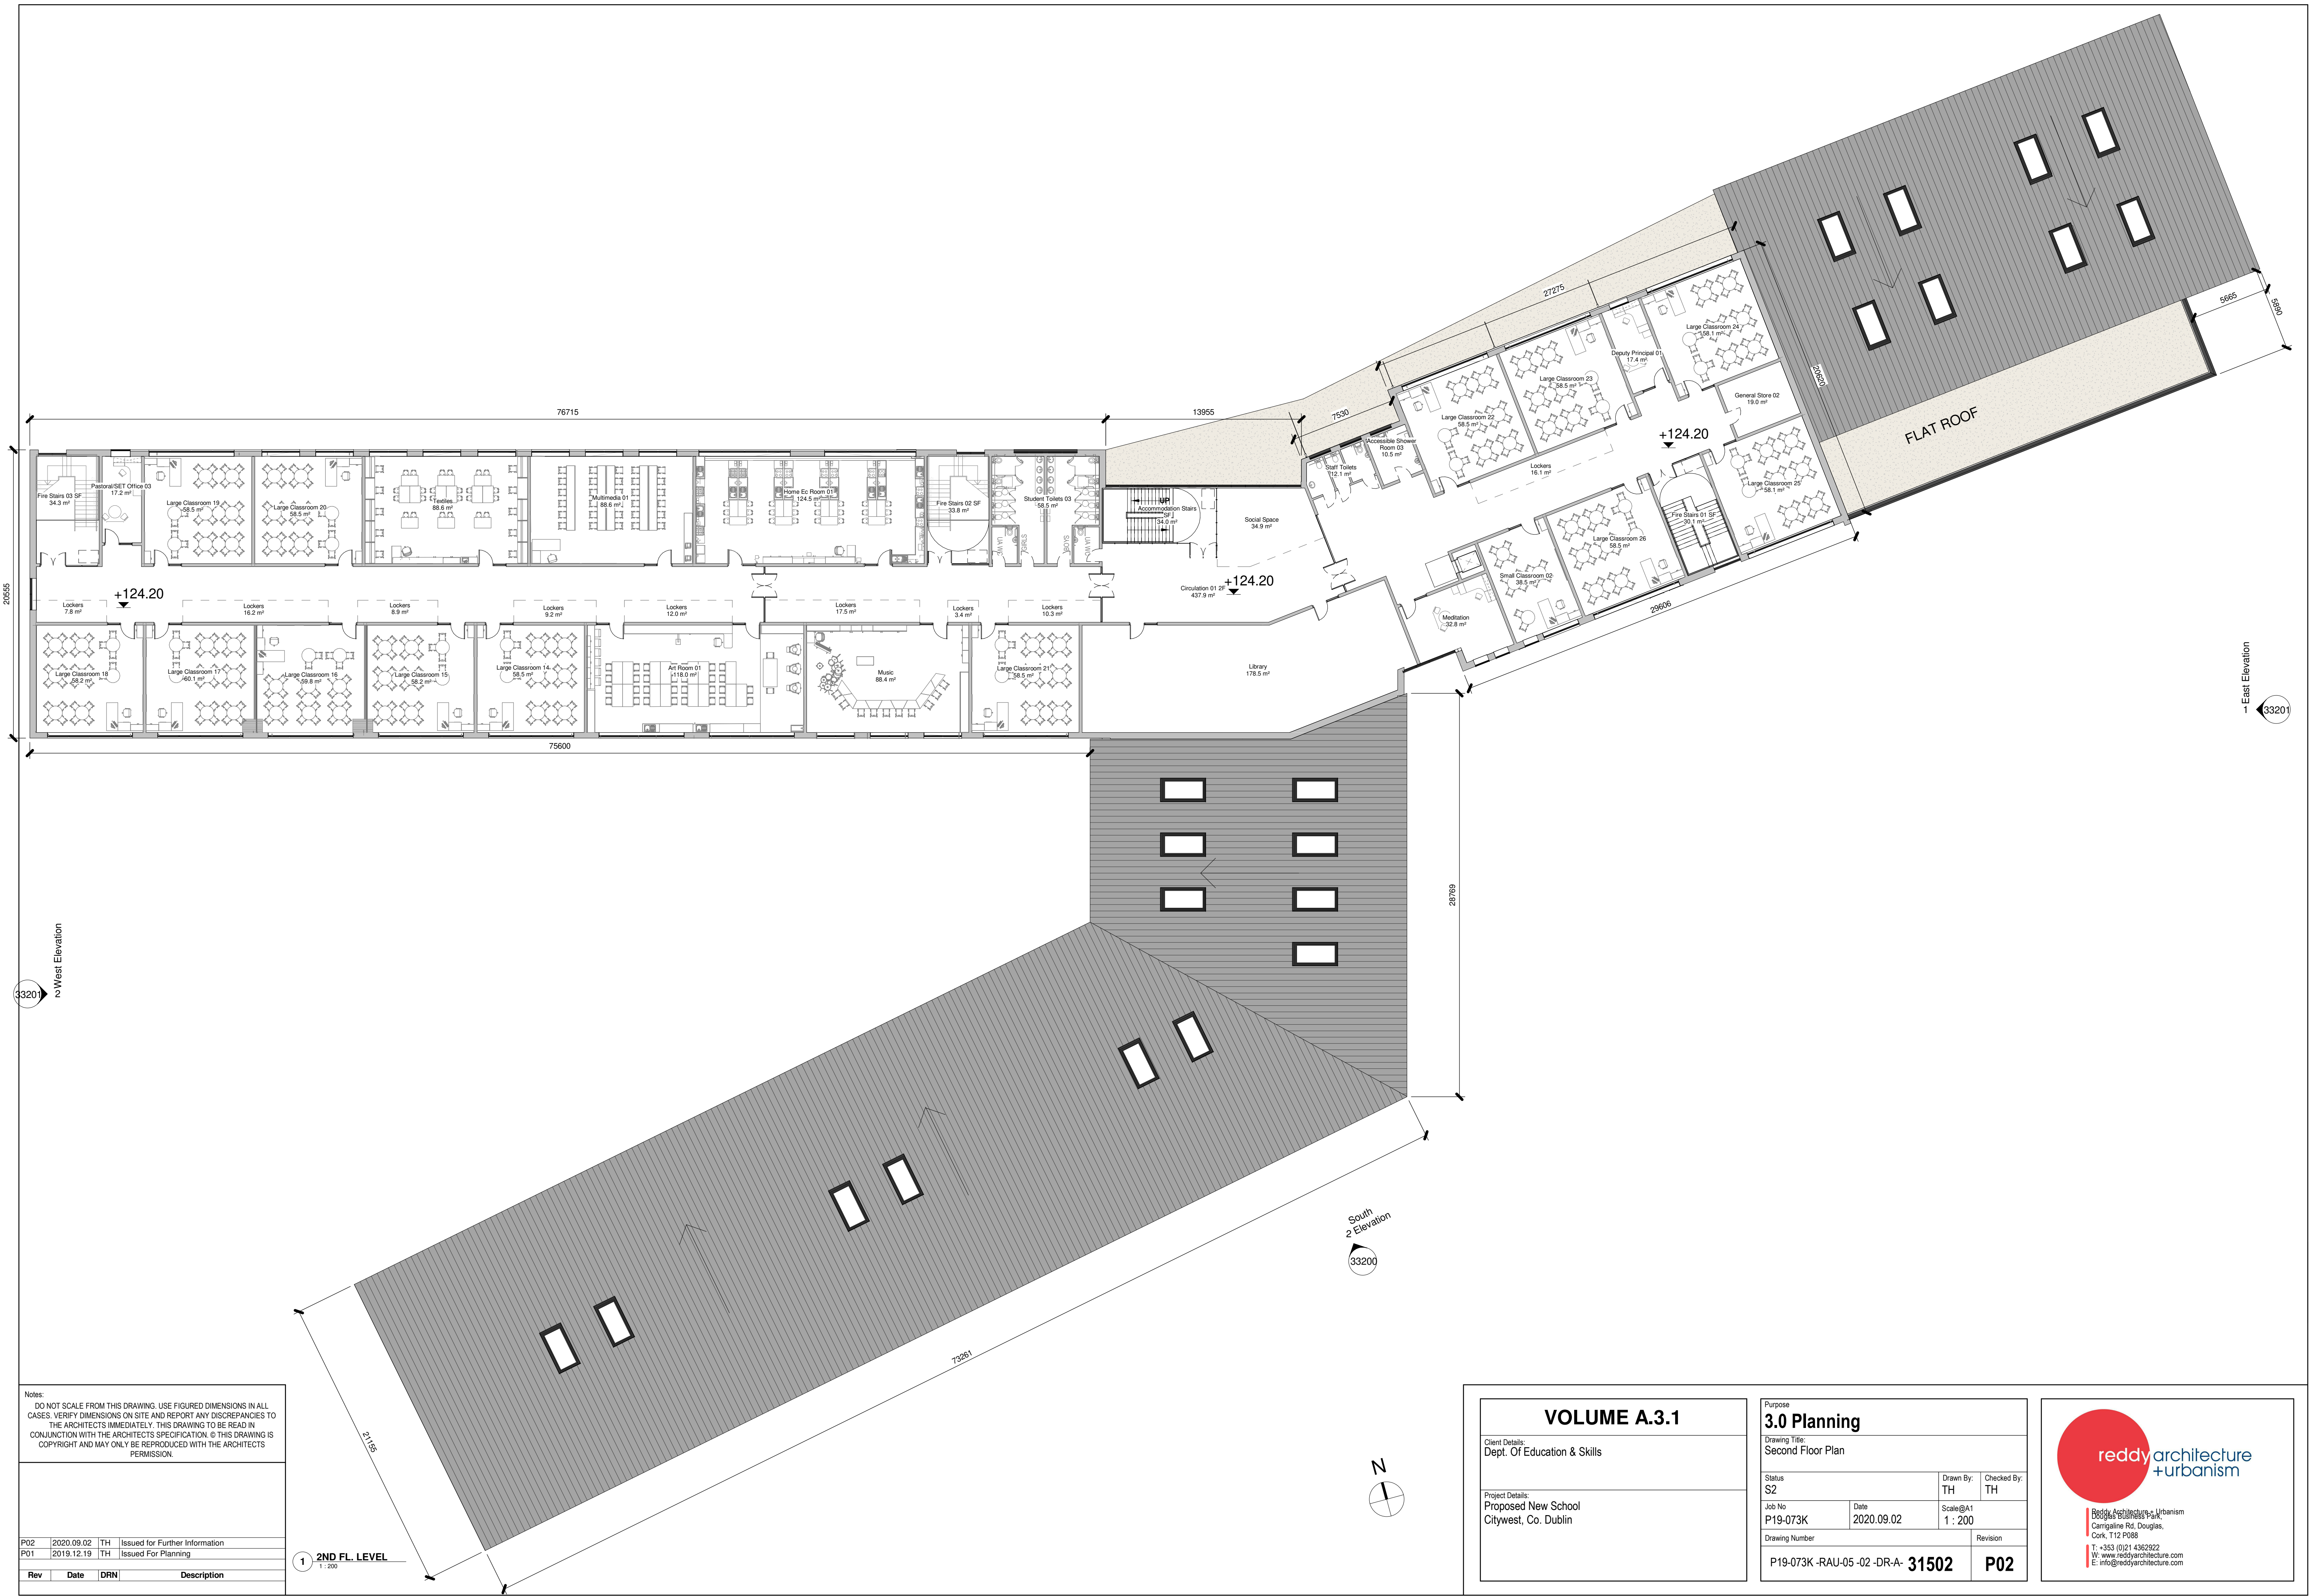 27275
5665
5890
Large Classroom 24
58.1 m²
Deputy Principal 01
17.4 m²
20620
Large Classroom 23
58.5 m²
General Store 02
19.0 m²
FLAT ROOF
76715
13955
7530
Large Classroom 22
58.5 m²
+124.20
Accessible Shower
Room 03
10.5 m²
Staff Toilets
12.1 m²
Lockers
16.1 m²
Large Classroom 25
58.1 m²
Fire Stairs 03 SF
34.3 m²
Pastoral/SET Office 03
17.2 m²
Large Classroom 19
58.5 m²
Large Classroom 20
58.5 m²
Textiles
88.6 m²
Multimedia 01
88.6 m²
Home Ec Room 01
124.5 m²
Fire Stairs 02 SF
33.8 m²
Student Toilets 03
58.5 m²
UA WC
GIRLS
BOYS
UA WC
UP
Accommodation Stairs
SF
34.0 m²
Social Space
34.9 m²
Fire Stairs 01 SF
30.1 m²
Large Classroom 26
58.5 m²
Small Classroom 02
38.5 m²
29606
20555
+124.20
Circulation 01 2F
437.9 m²
+124.20
Lockers
7.8 m²
Lockers
16.2 m²
Lockers
8.9 m²
Lockers
9.2 m²
Lockers
12.0 m²
Lockers
17.5 m²
Lockers
3.4 m²
Lockers
10.3 m²
Meditation
32.8 m²
Large Classroom 18
58.2 m²
Large Classroom 17
60.1 m²
Large Classroom 16
59.8 m²
Large Classroom 15
58.2 m²
Large Classroom 14
58.5 m²
Art Room 01
118.0 m²
Music
88.4 m²
Large Classroom 21
58.5 m²
Library
178.5 m²
75600
East Elevation
1
33201
28769
West Elevation
2
33201
South
2 Elevation
33200
73261
21155
Notes:
DO NOT SCALE FROM THIS DRAWING. USE FIGURED DIMENSIONS IN ALL
CASES. VERIFY DIMENSIONS ON SITE AND REPORT ANY DISCREPANCIES TO
THE ARCHITECTS IMMEDIATELY. THIS DRAWING TO BE READ IN
CONJUNCTION WITH THE ARCHITECTS SPECIFICATION. © THIS DRAWING IS
COPYRIGHT AND MAY ONLY BE REPRODUCED WITH THE ARCHITECTS
PERMISSION.
P02 2020.09.02 TH Issued for Further Information
P01 2019.12.19 TH Issued For Planning
Rev Date DRN Description
1 2ND FL. LEVEL
1 : 200
N
VOLUME A.3.1
Client Details:
Dept. Of Education & Skills
Project Details:
Proposed New School
Citywest, Co. Dublin
Purpose
3.0 Planning
Drawing Title:
Second Floor Plan
Status
S2
Drawn By:
TH
Checked By:
TH
Job No
P19-073K
Date
2020.09.02
Scale@A1
1 : 200
Drawing Number
P19-073K -RAU-05 -02 -DR-A- 31502
Revision
P02
reddy architecture
+urbanism
Reddy Architecture + Urbanism
Douglas Business Park,
Carrigaline Rd, Douglas,
Cork, T12 P088
T: +353 (0)21 4362922
W: www.reddyarchitecture.com
E: info@reddyarchitecture.com